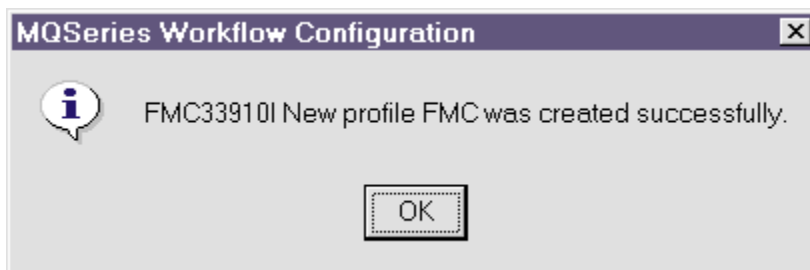 MQSeries Workflow Configuration
FMC33910I New profile FMC was created successfully.
OK